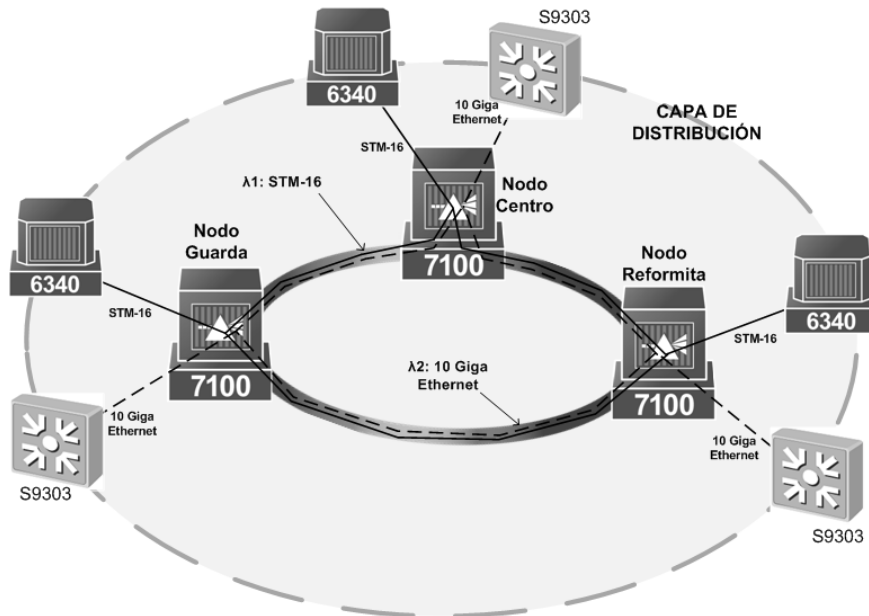 S9303
6340
10 Giga
Ethernet
CAPA DE
DISTRIBUCIÓN
STM-16
λ1: STM-16
Nodo
Centro
7100
Nodo
Guarda
6340
STM-16
7100
10 Giga
Ethernet
S9303
Nodo
Reformita
6340
STM-16
7100
λ2: 10 Giga
Ethernet
10 Giga
Ethernet
S9303